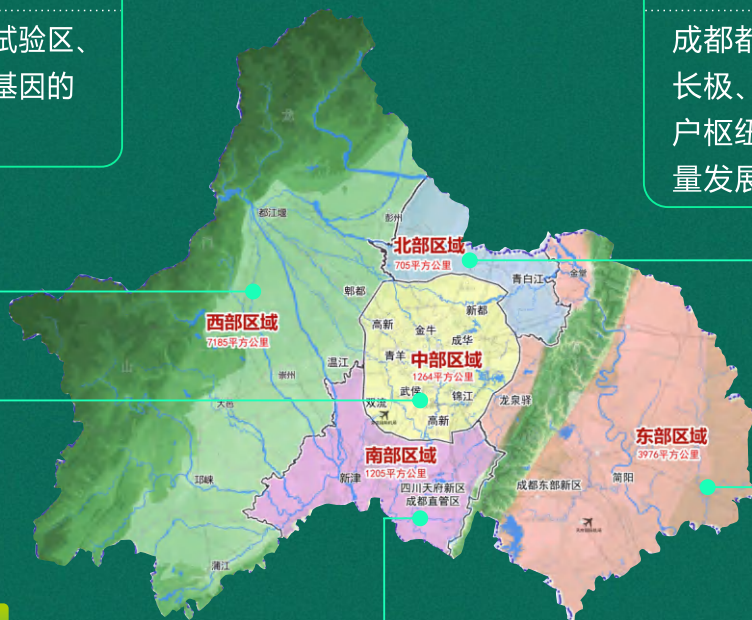 试验区、
基因的
成都都
长极、
户枢纽
量发展
龙
门
山
都江堰
彭州
北部区域
705平方公里
青白江
金堂
郫都
新都
高新
金牛
成华
西部区域
7185平方公里
青羊
中部区域
1264平方公里
温江
崇州
武侯
锦江
龙泉驿
双流
大邑
高新
东部区域
3976平方公里
南部区域
1205平方公里
新津
四川天府新区
成都直管区
成都东部新区
简阳
邛崃
蒲江